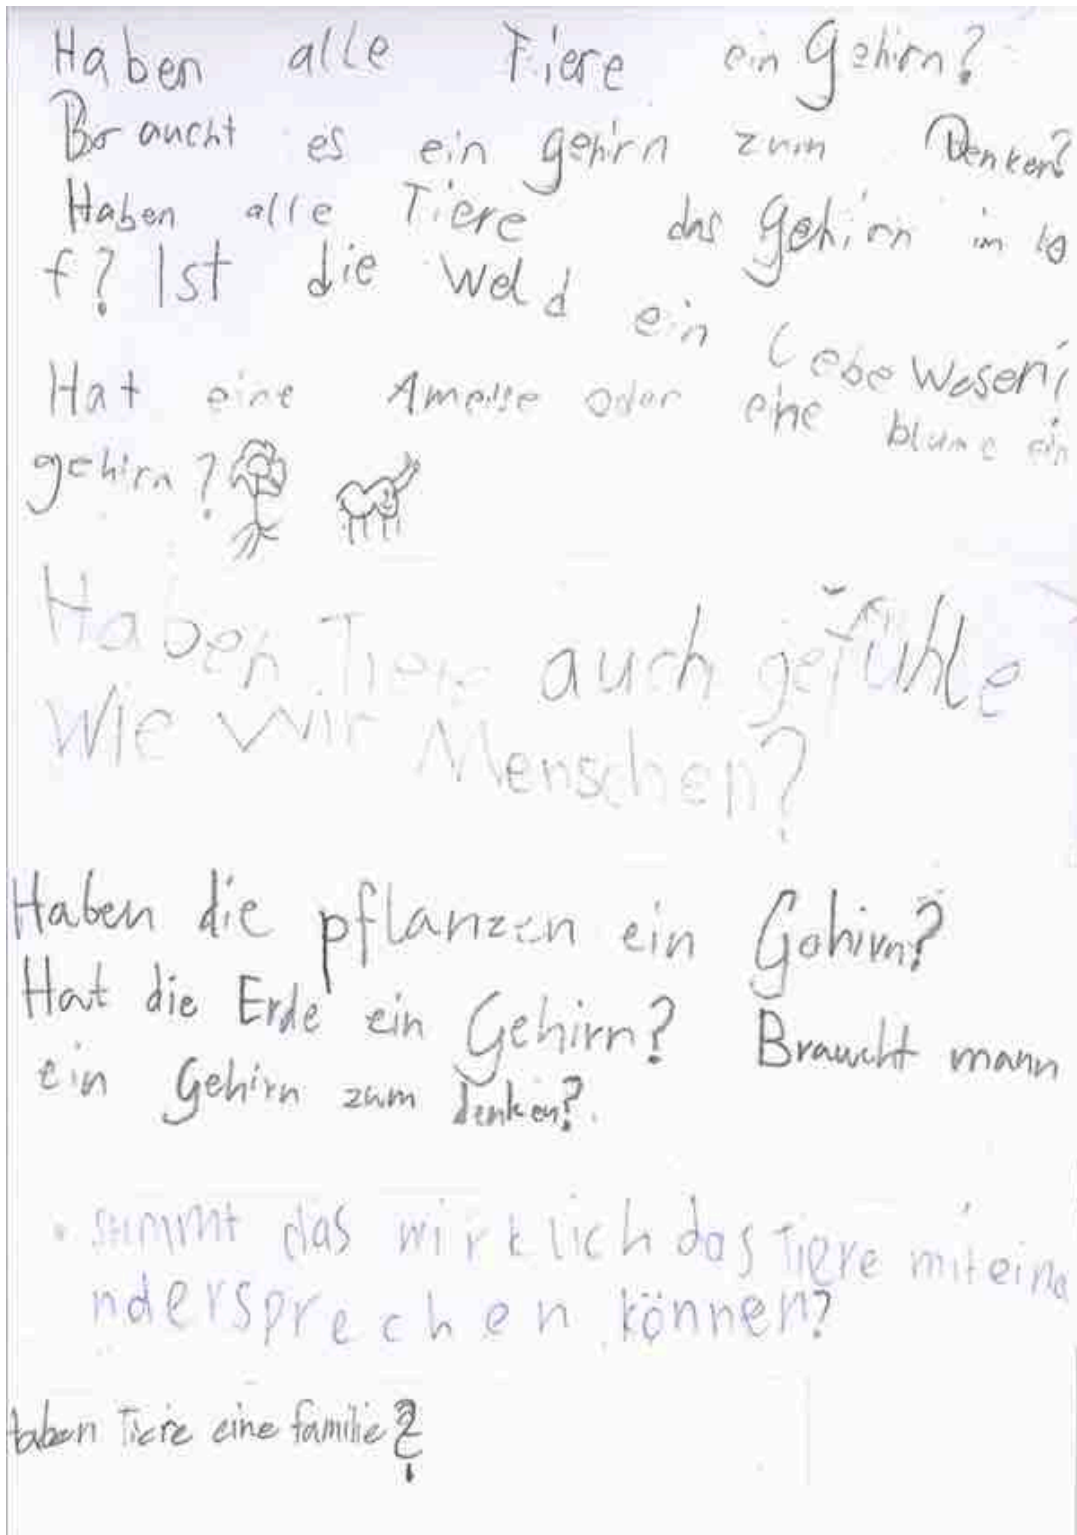 Haben alle Tiere ein Gehirn?
Braucht es ein gehirn zum Denken?
Haben alle Tiere das Gehirn im ko
f? Ist die Weld ein Lebewesen?
Hat eine Ameise oder eine blume ein
gehirn?
Haben Tiere auch gefühle
Wie wir Menschen?
Haben die pflanzen ein Gehirn?
Hat die Erde ein Gehirn? Braucht mann
ein Gehirn zum denken?.
stimmt das wirklich das Tiere miteina
ndersprechen können?
Haben Tiere eine familie?